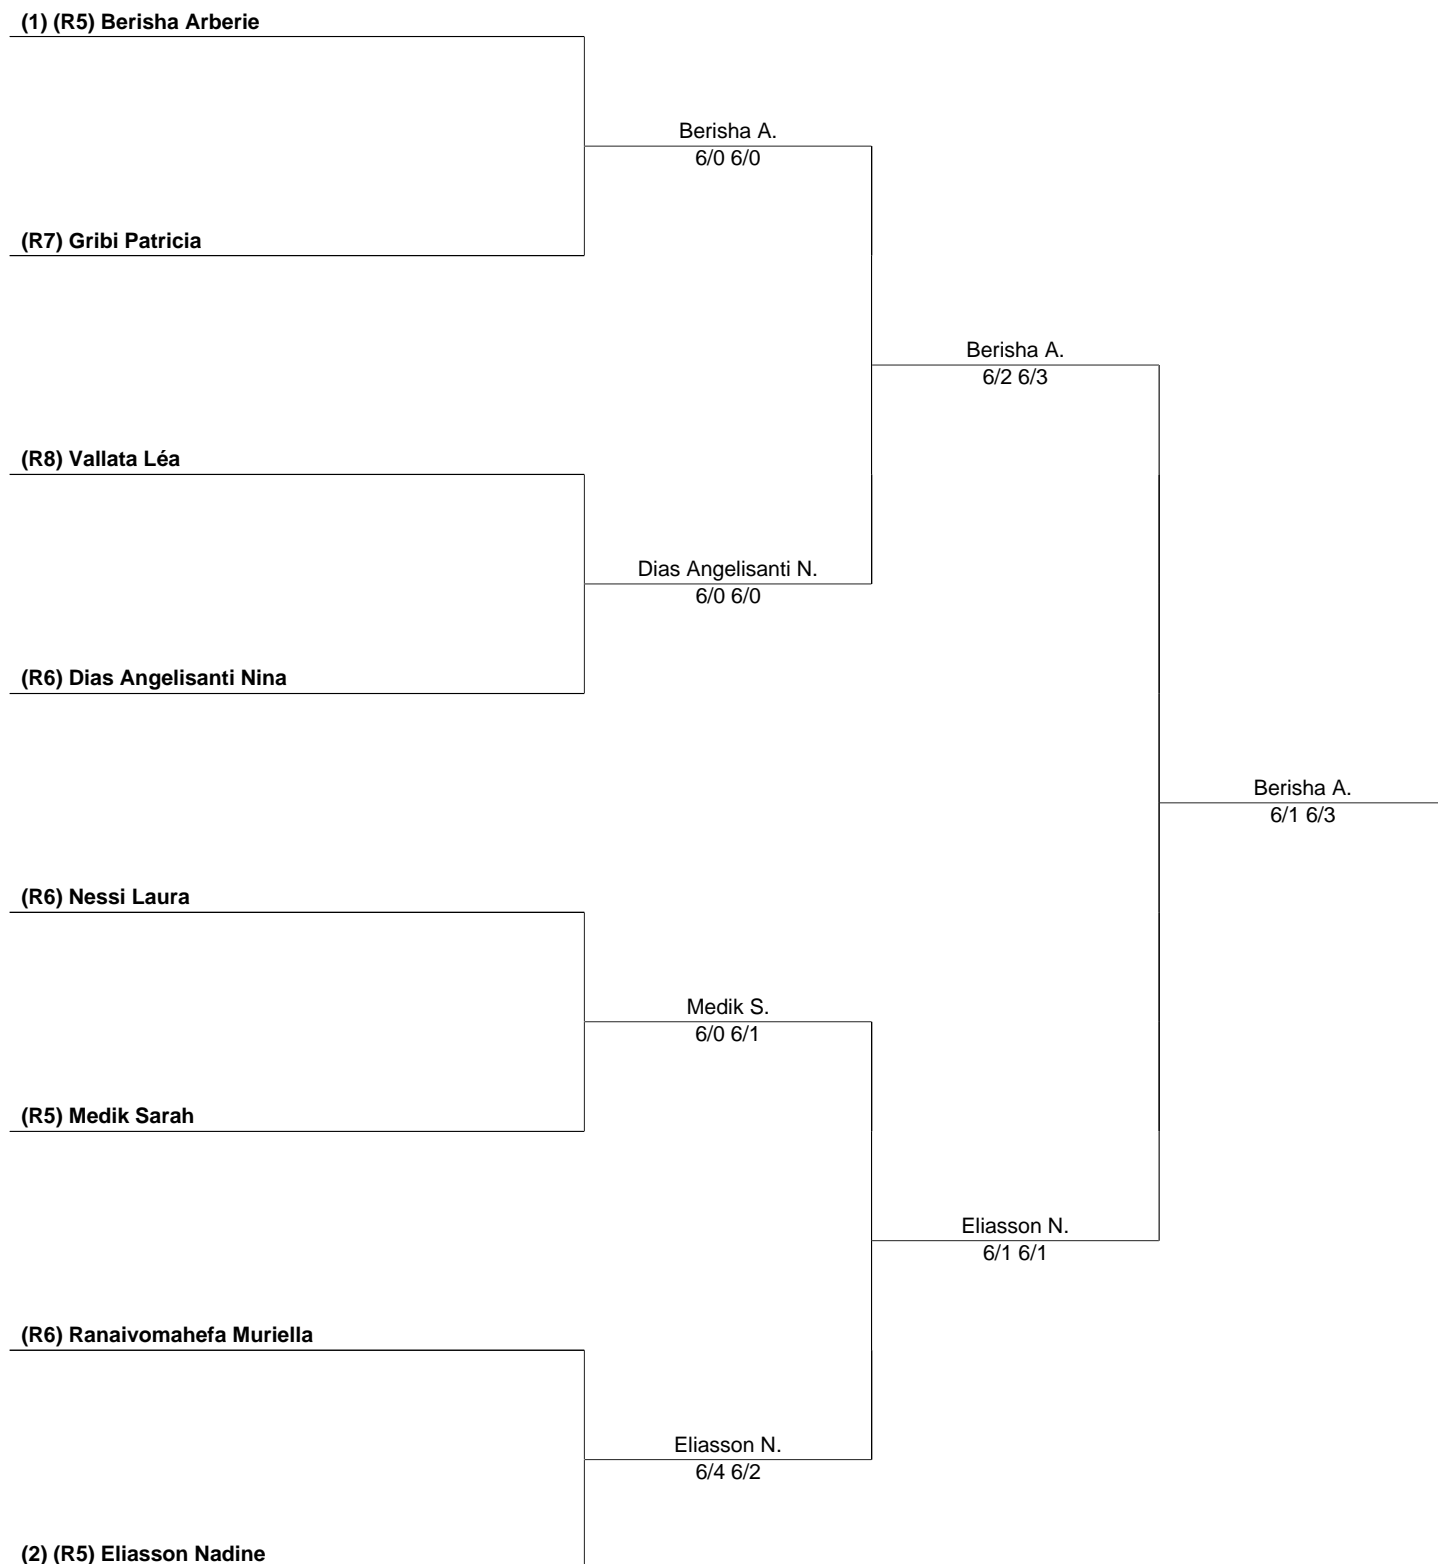 (1) (R5) Berisha Arberie
Berisha A.
6/0 6/0
(R7) Gribi Patricia
Berisha A.
6/2 6/3
(R8) Vallata Léa
Dias Angelisanti N.
6/0 6/0
(R6) Dias Angelisanti Nina
Berisha A.
6/1 6/3
(R6) Nessi Laura
Medik S.
6/0 6/1
(R5) Medik Sarah
Eliasson N.
6/1 6/1
(R6) Ranaivomahefa Muriella
Eliasson N.
6/4 6/2
(2) (R5) Eliasson Nadine